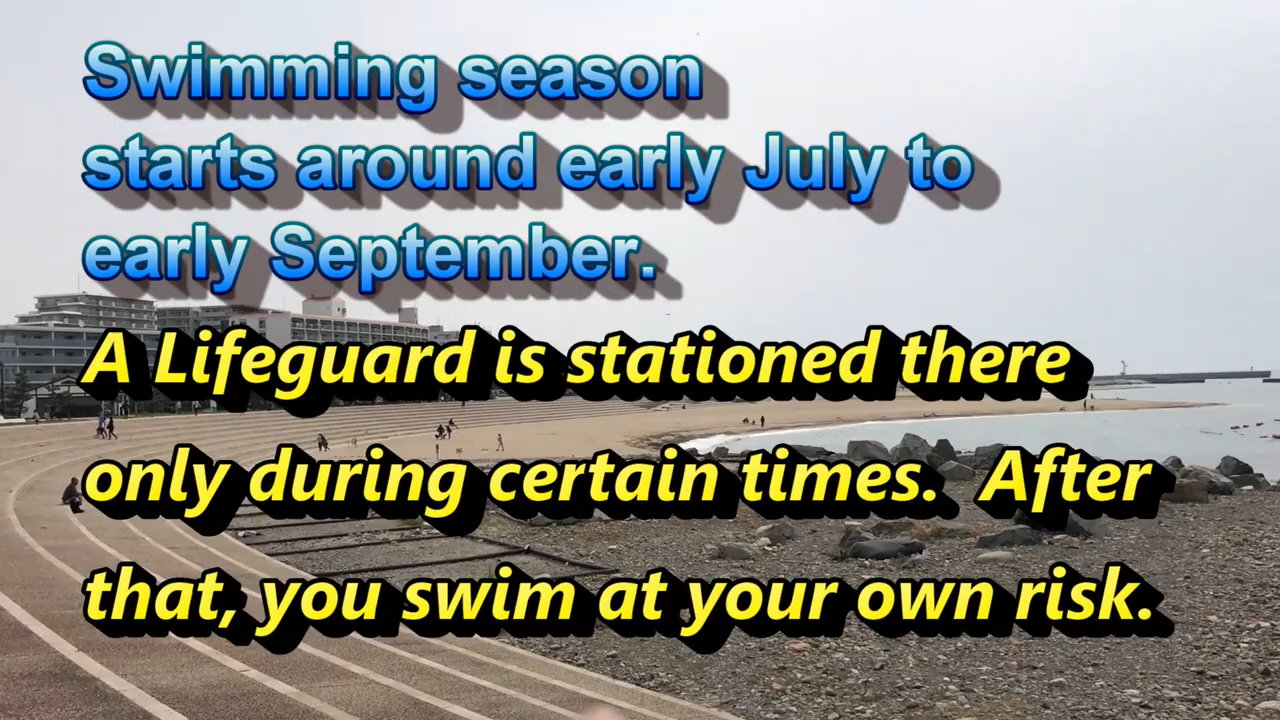 Swimming season
starts around early July to
early September.
A Lifeguard is stationed there
only during certain times.  After
that, you swim at your own risk.